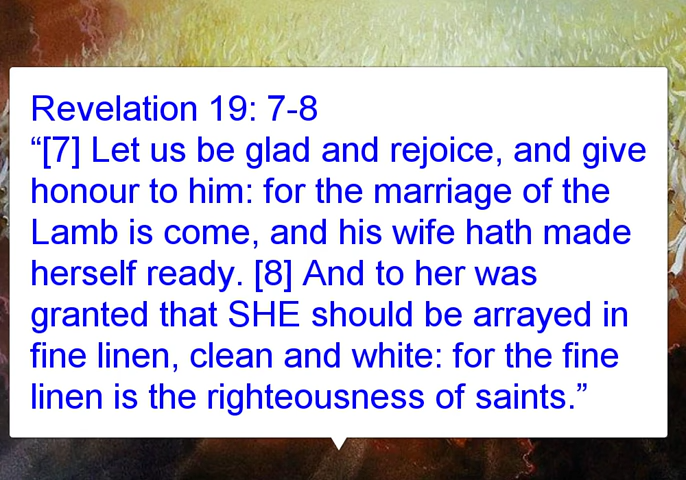 Revelation 19: 7-8
“[7] Let us be glad and rejoice, and give
honour to him: for the marriage of the
Lamb is come, and his wife hath made
herself ready. [8] And to her was
granted that SHE should be arrayed in
fine linen, clean and white: for the fine
linen is the righteousness of saints.”